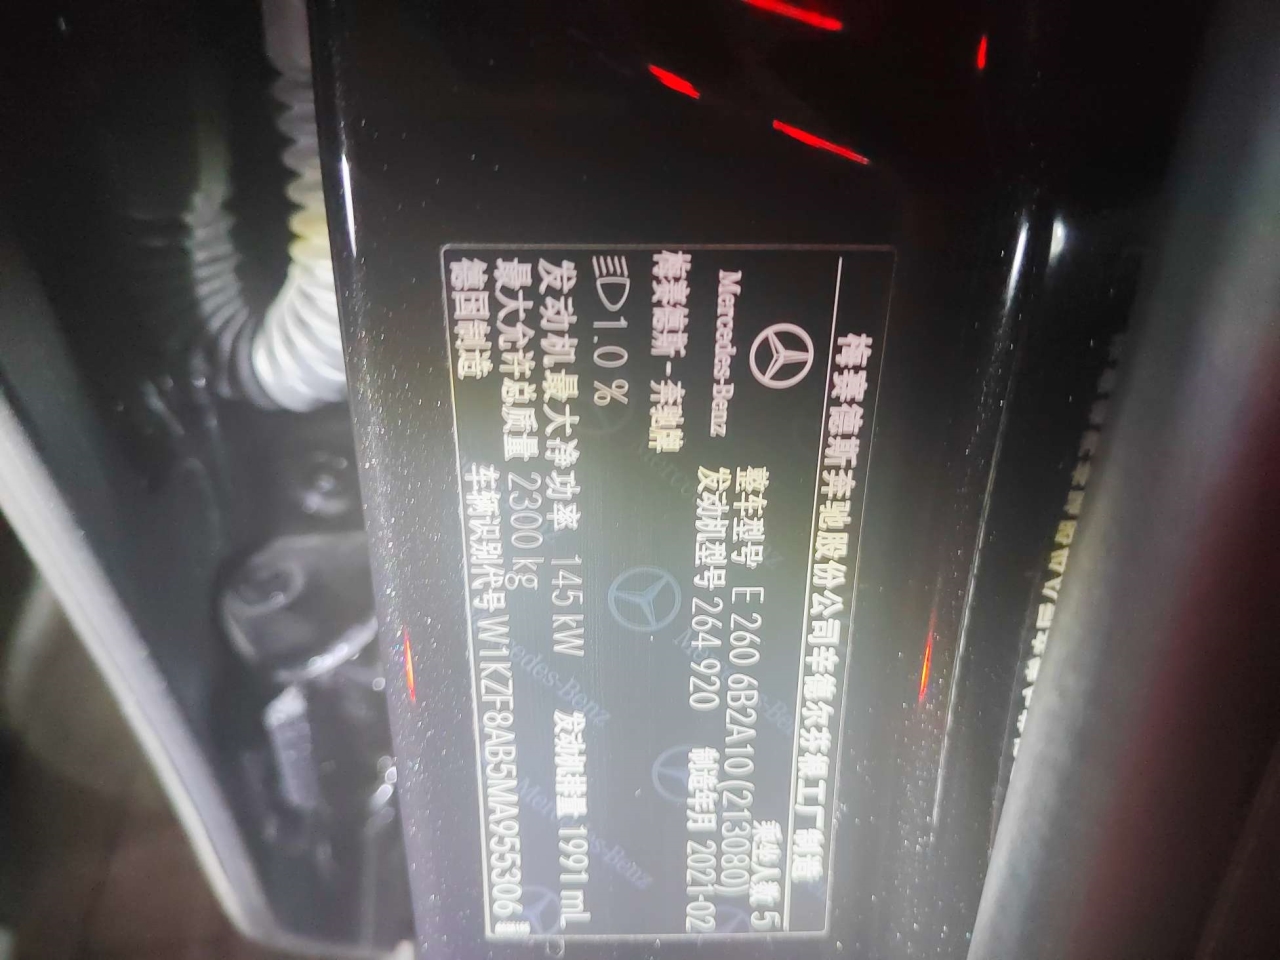 梅赛德斯奔驰股份公司辛德尔芬根工厂 制造
Mercedes-Benz
整车型号 E 260 6B2A10 (213080)
乘坐人数 5
发动机型号 264 920
制造年月 2021-02
梅赛德斯-奔驰牌
1.0 %
发动机最大净功率 145 kW
发动机排量 1991 mL
最大允许总质量 2300 kg
德国制造
车辆识别代号 W1KZF8AB5MA955306